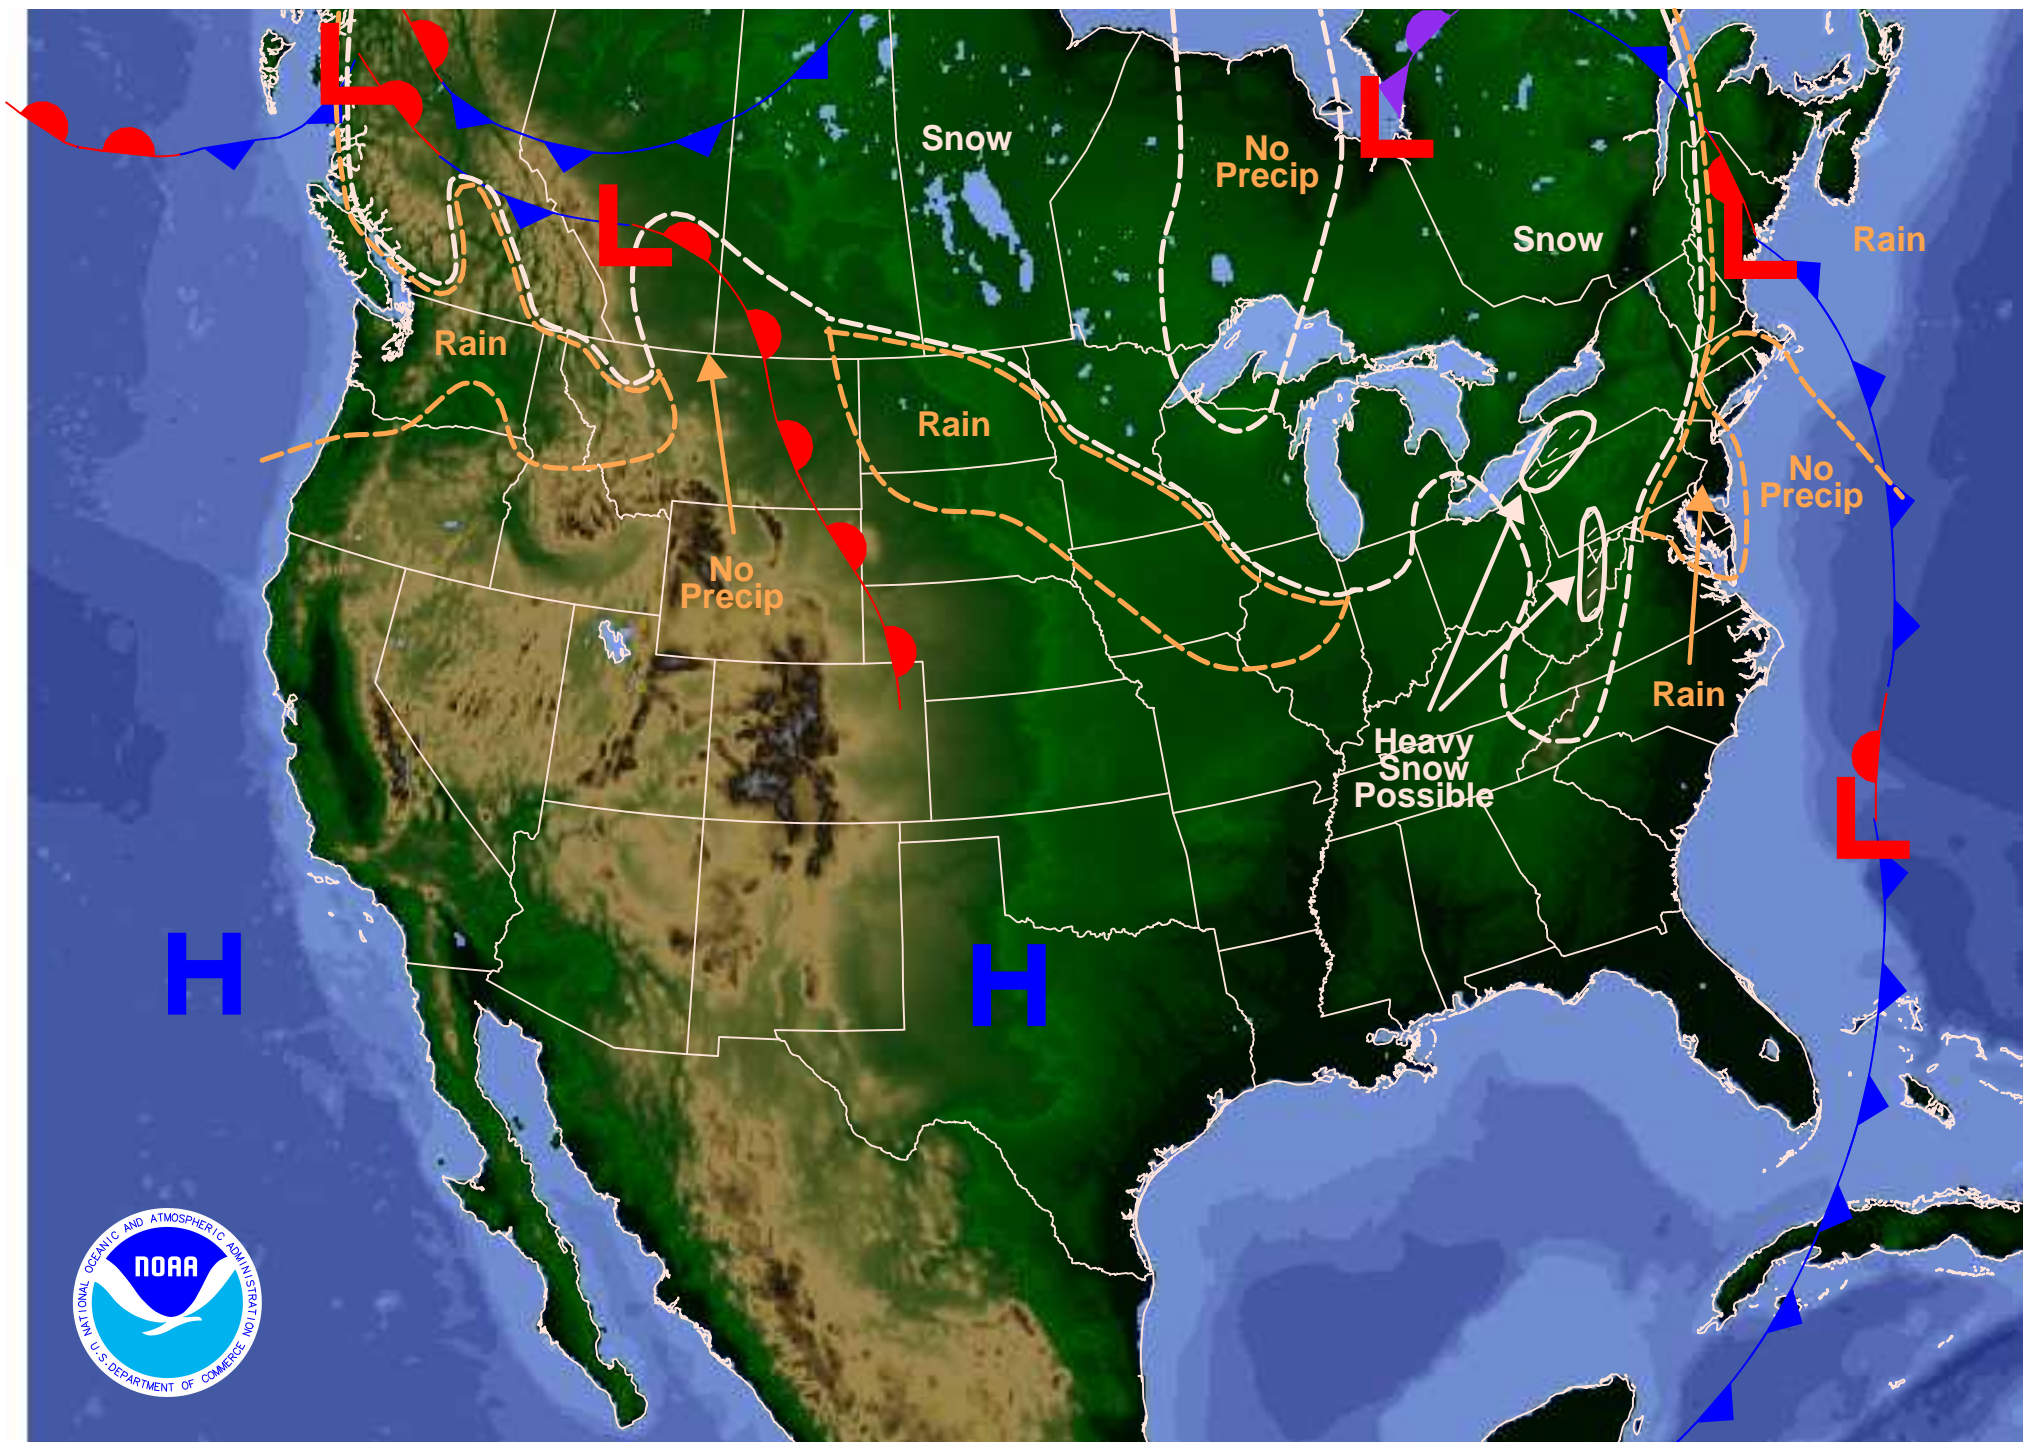 L
L
Snow
No
Precip
L
Snow
L
Rain
Rain
Rain
No
Precip
No
Precip
Rain
Heavy
Snow
Possible
L
H
H
NATIONAL OCEANIC AND ATMOSPHERIC ADMINISTRATION
NOAA
U.S. DEPARTMENT OF COMMERCE